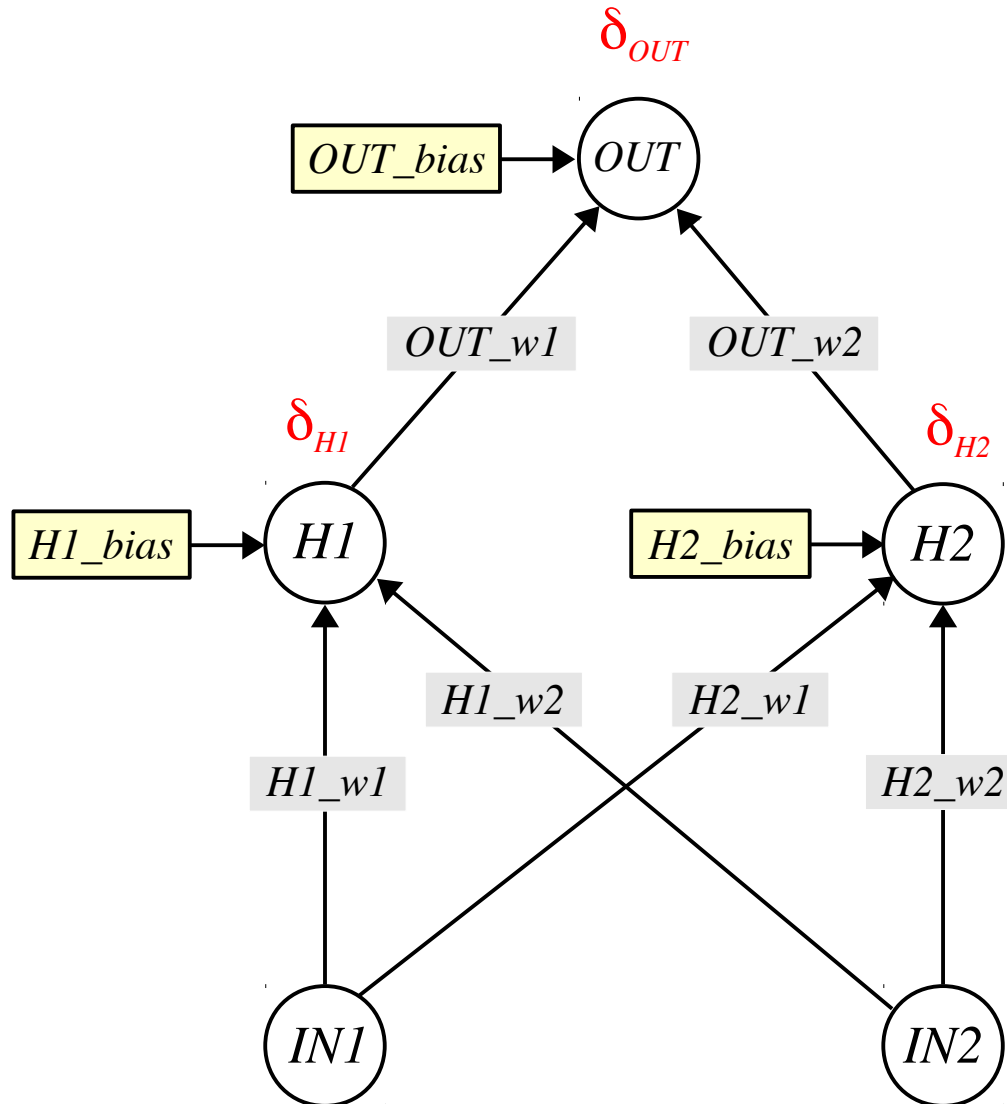 δOUT
OUT_bias
OUT
OUT_w1
OUT_w2
δH1
δH2
H1_bias
H1
H2_bias
H2
H1_w2
H2_w1
H1_w1
H2_w2
IN1
IN2